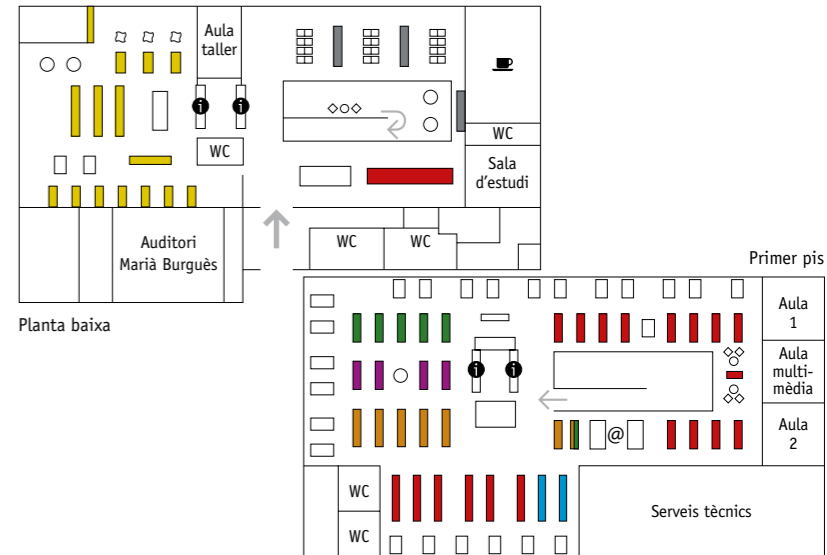 Aula
taller
i
i
WC
WC
Sala
d'estudi
Auditori
Marià Burguès
WC
WC
Planta baixa
Primer pis
Aula
1
i
i
Aula
multi-
mèdia
@
Aula
2
WC
WC
Serveis tècnics